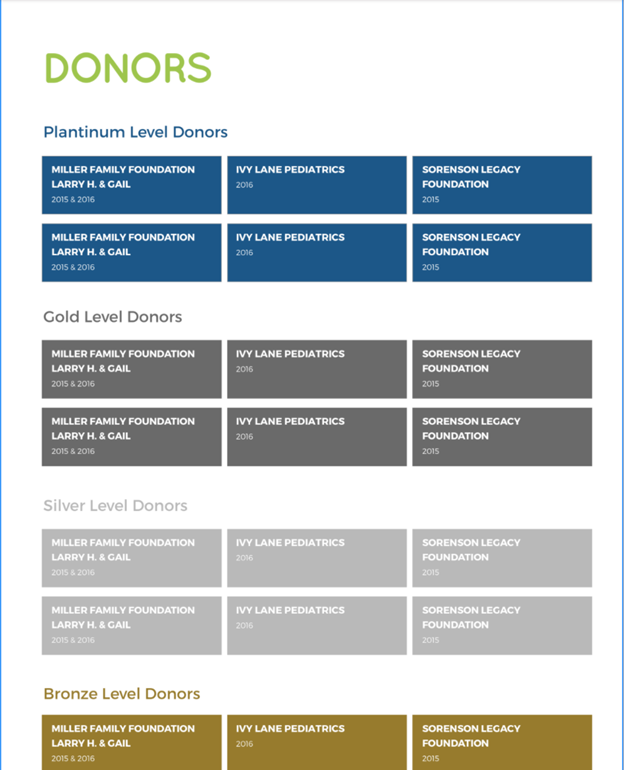 DONORS
Plantinum Level Donors
MILLER FAMILY FOUNDATION
LARRY H. & GAIL
2015 & 2016
IVY LANE PEDIATRICS
2016
SORENSON LEGACY
FOUNDATION
2015
MILLER FAMILY FOUNDATION
LARRY H. & GAIL
2015 & 2016
IVY LANE PEDIATRICS
2016
SORENSON LEGACY
FOUNDATION
2015
Gold Level Donors
MILLER FAMILY FOUNDATION
LARRY H. & GAIL
2015 & 2016
IVY LANE PEDIATRICS
2016
SORENSON LEGACY
FOUNDATION
2015
MILLER FAMILY FOUNDATION
LARRY H. & GAIL
2015 & 2016
IVY LANE PEDIATRICS
2016
SORENSON LEGACY
FOUNDATION
2015
Silver Level Donors
MILLER FAMILY FOUNDATION
LARRY H. & GAIL
2015 & 2016
IVY LANE PEDIATRICS
2016
SORENSON LEGACY
FOUNDATION
2015
MILLER FAMILY FOUNDATION
LARRY H. & GAIL
2015 & 2016
IVY LANE PEDIATRICS
2016
SORENSON LEGACY
FOUNDATION
2015
Bronze Level Donors
MILLER FAMILY FOUNDATION
LARRY H. & GAIL
2015 & 2016
IVY LANE PEDIATRICS
2016
SORENSON LEGACY
FOUNDATION
2015